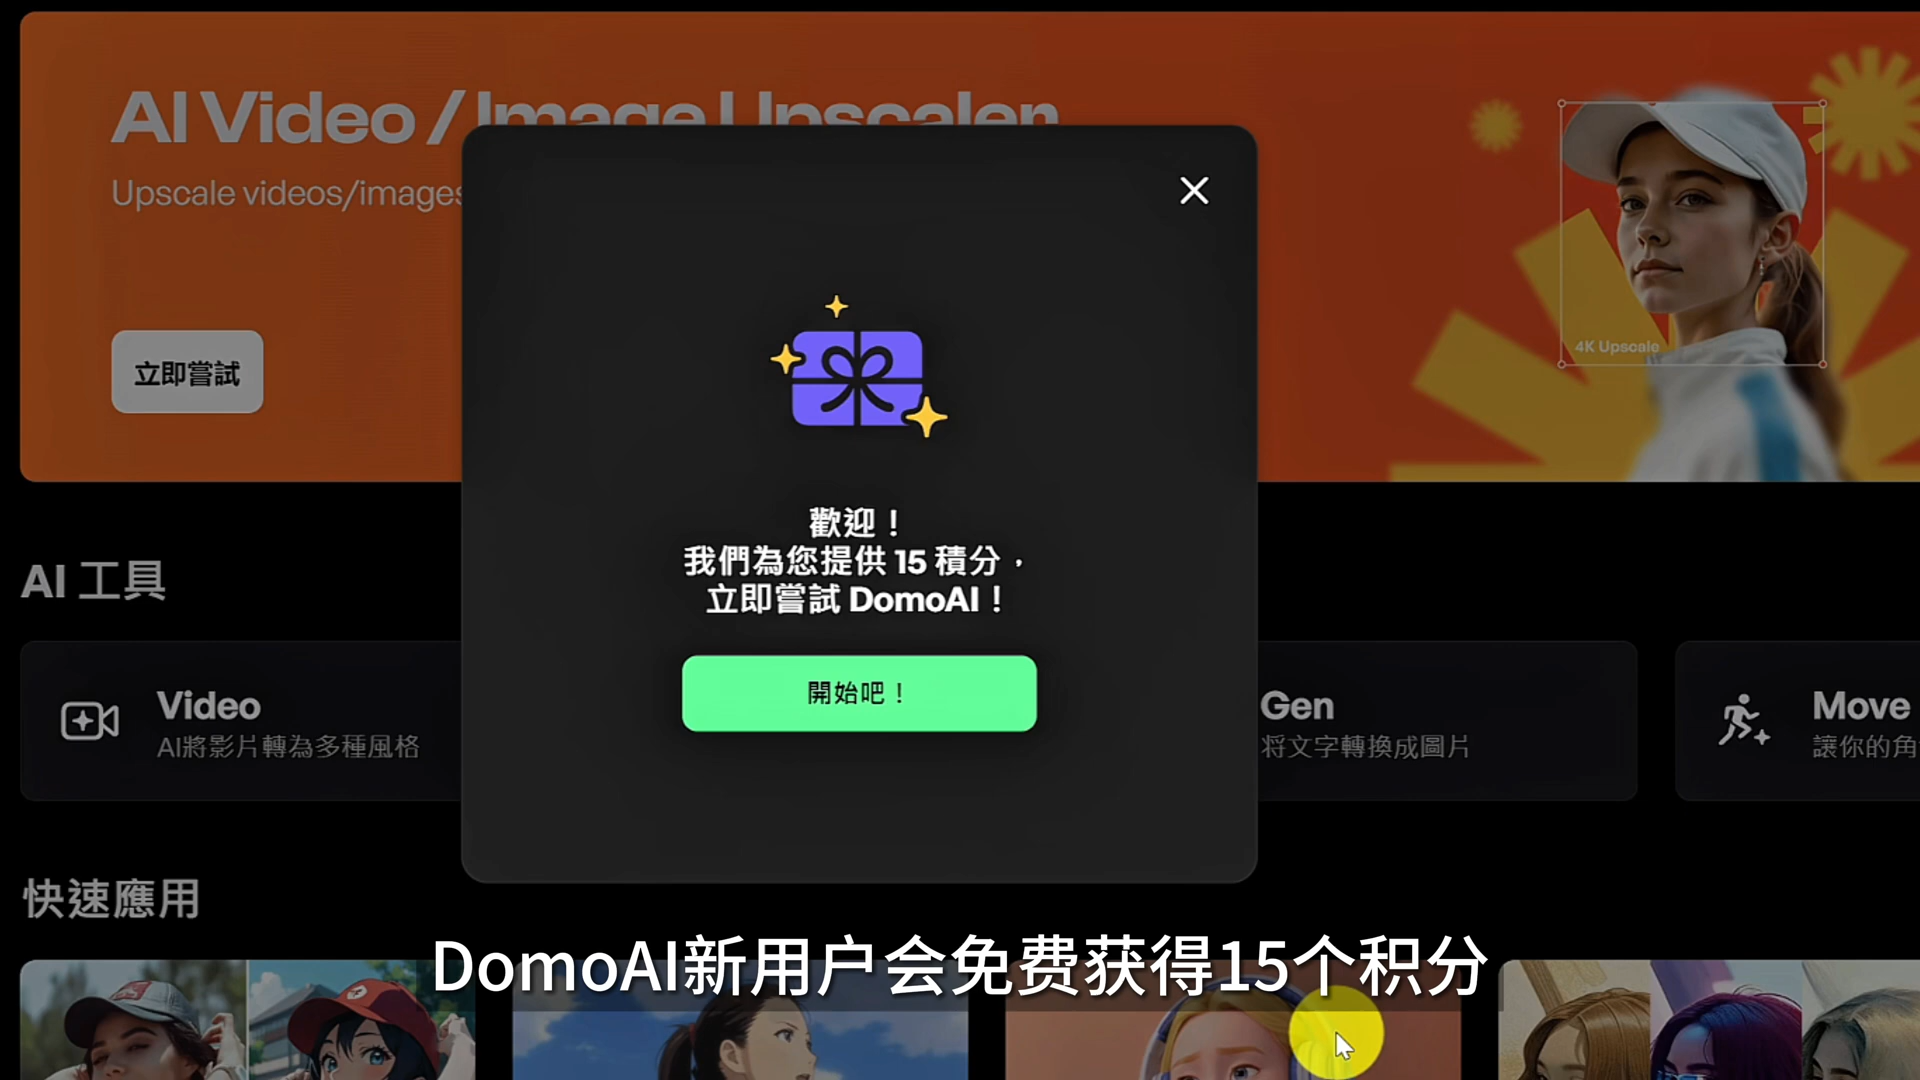 AI Video / Image Upscaler
Upscale videos/images
4K Upscale
立即嘗試
歡迎！
我們為您提供 15 積分，
立即嘗試 DomoAI！
開始吧！
AI 工具
Video
AI將影片轉為多種風格
Gen
将文字轉換成圖片
Move
讓你的角
快速應用
DomoAI新用户会免费获得15个积分